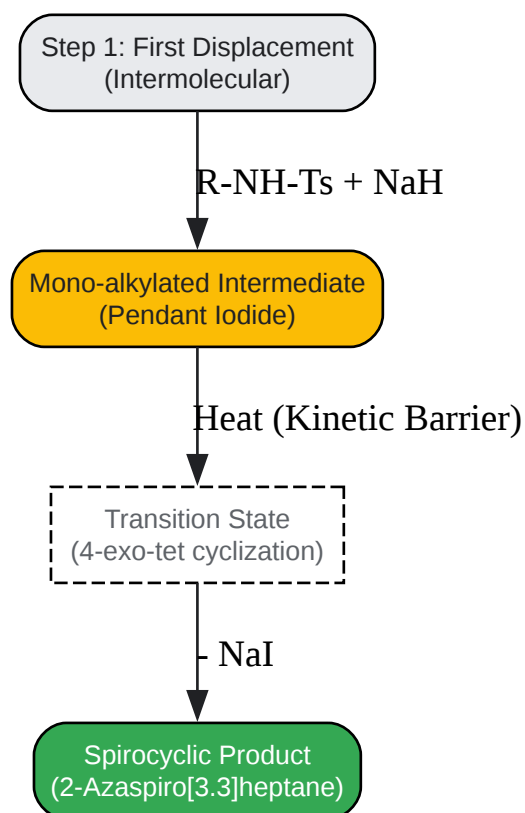 Step 1: First Displacement
(Intermolecular)
R-NH-Ts + NaH
Mono-alkylated Intermediate
(Pendant Iodide)
Heat (Kinetic Barrier)
Transition State
(4-exo-tet cyclization)
- NaI
Spirocyclic Product
(2-Azaspiro[3.3]heptane)